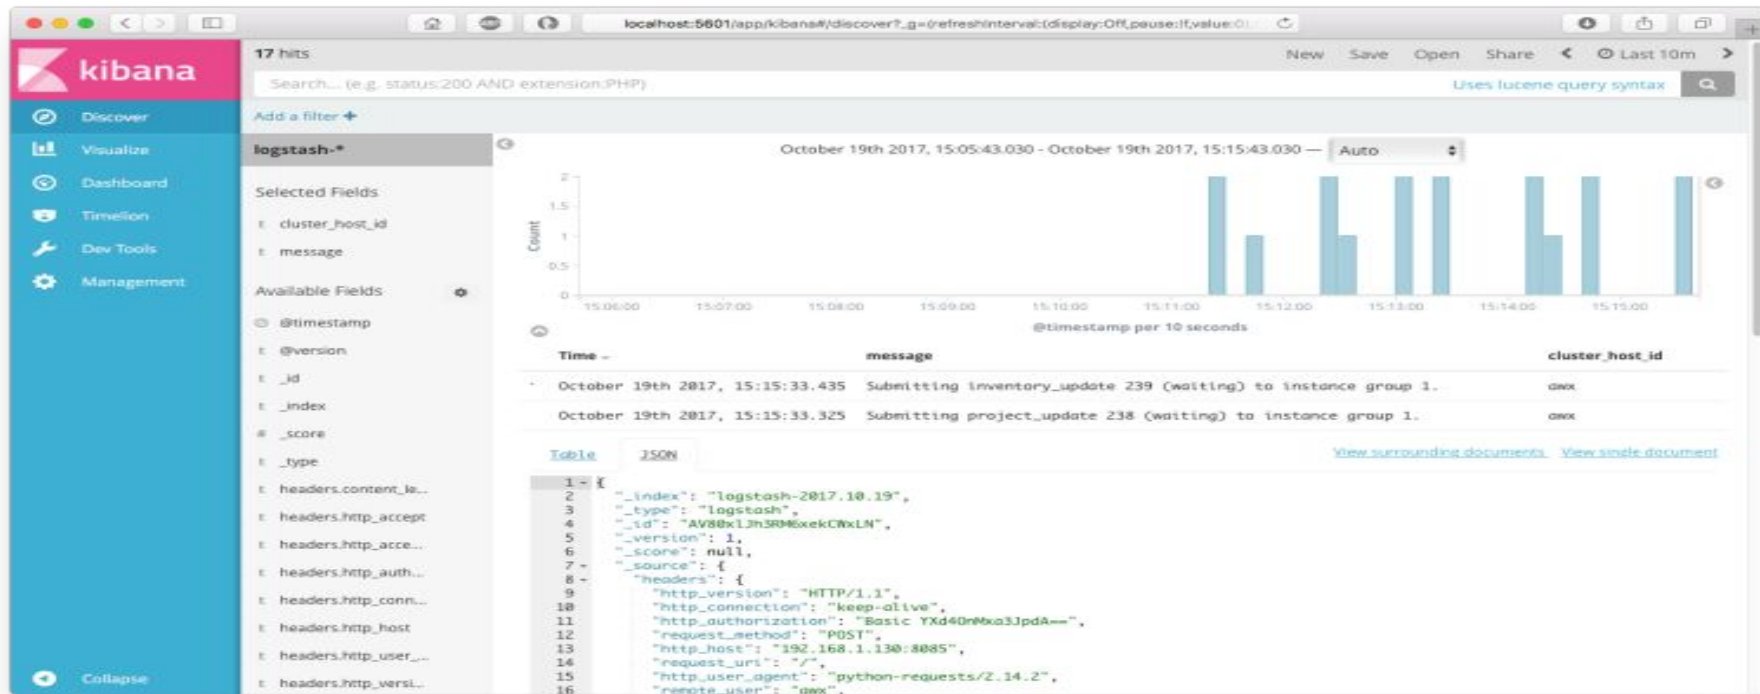 localhost:5601/app/kibana#/discover?_g=(refreshInterval:(display:Off,pause:!f,value:0)
kibana
Discover
Visualize
Dashboard
Timelion
Dev Tools
Management
Collapse
17 hits
New Save Open Share Last 10m
Search... (e.g. status:200 AND extension:PHP)
Uses lucene query syntax
Add a filter +
logstash-*
Selected Fields
t cluster_host_id
t message
Available Fields
@timestamp
t @version
t _id
t _index
# _score
t _type
t headers.content_le...
t headers.http_accept
t headers.http_acce...
t headers.http_auth...
t headers.http_conn...
t headers.http_host
t headers.http_user_...
t headers.http_versi...
October 19th 2017, 15:05:43.030 - October 19th 2017, 15:15:43.030 — Auto
Count
2
1.5
1
0.5
0
15:06:00 15:07:00 15:08:00 15:09:00 15:10:00 15:11:00 15:12:00 15:13:00 15:14:00 15:15:00
@timestamp per 10 seconds
Time message cluster_host_id
October 19th 2017, 15:15:33.435 Submitting inventory_update 239 (waiting) to instance group 1. awx
October 19th 2017, 15:15:33.325 Submitting project_update 238 (waiting) to instance group 1. awx
Table JSON View surrounding documents View single document
1 {
2 "_index": "logstash-2017.10.19",
3 "_type": "logstash",
4 "_id": "AV80xlJh3RM6xekCWxLN",
5 "_version": 1,
6 "_score": null,
7 "_source": {
8 "headers": {
9 "http_version": "HTTP/1.1",
10 "http_connection": "keep-alive",
11 "http_authorization": "Basic YXd4OnMxa3JpdA==",
12 "request_method": "POST",
13 "http_host": "192.168.1.130:8085",
14 "request_uri": "/",
15 "http_user_agent": "python-requests/2.14.2",
16 "remote_user": "awx",